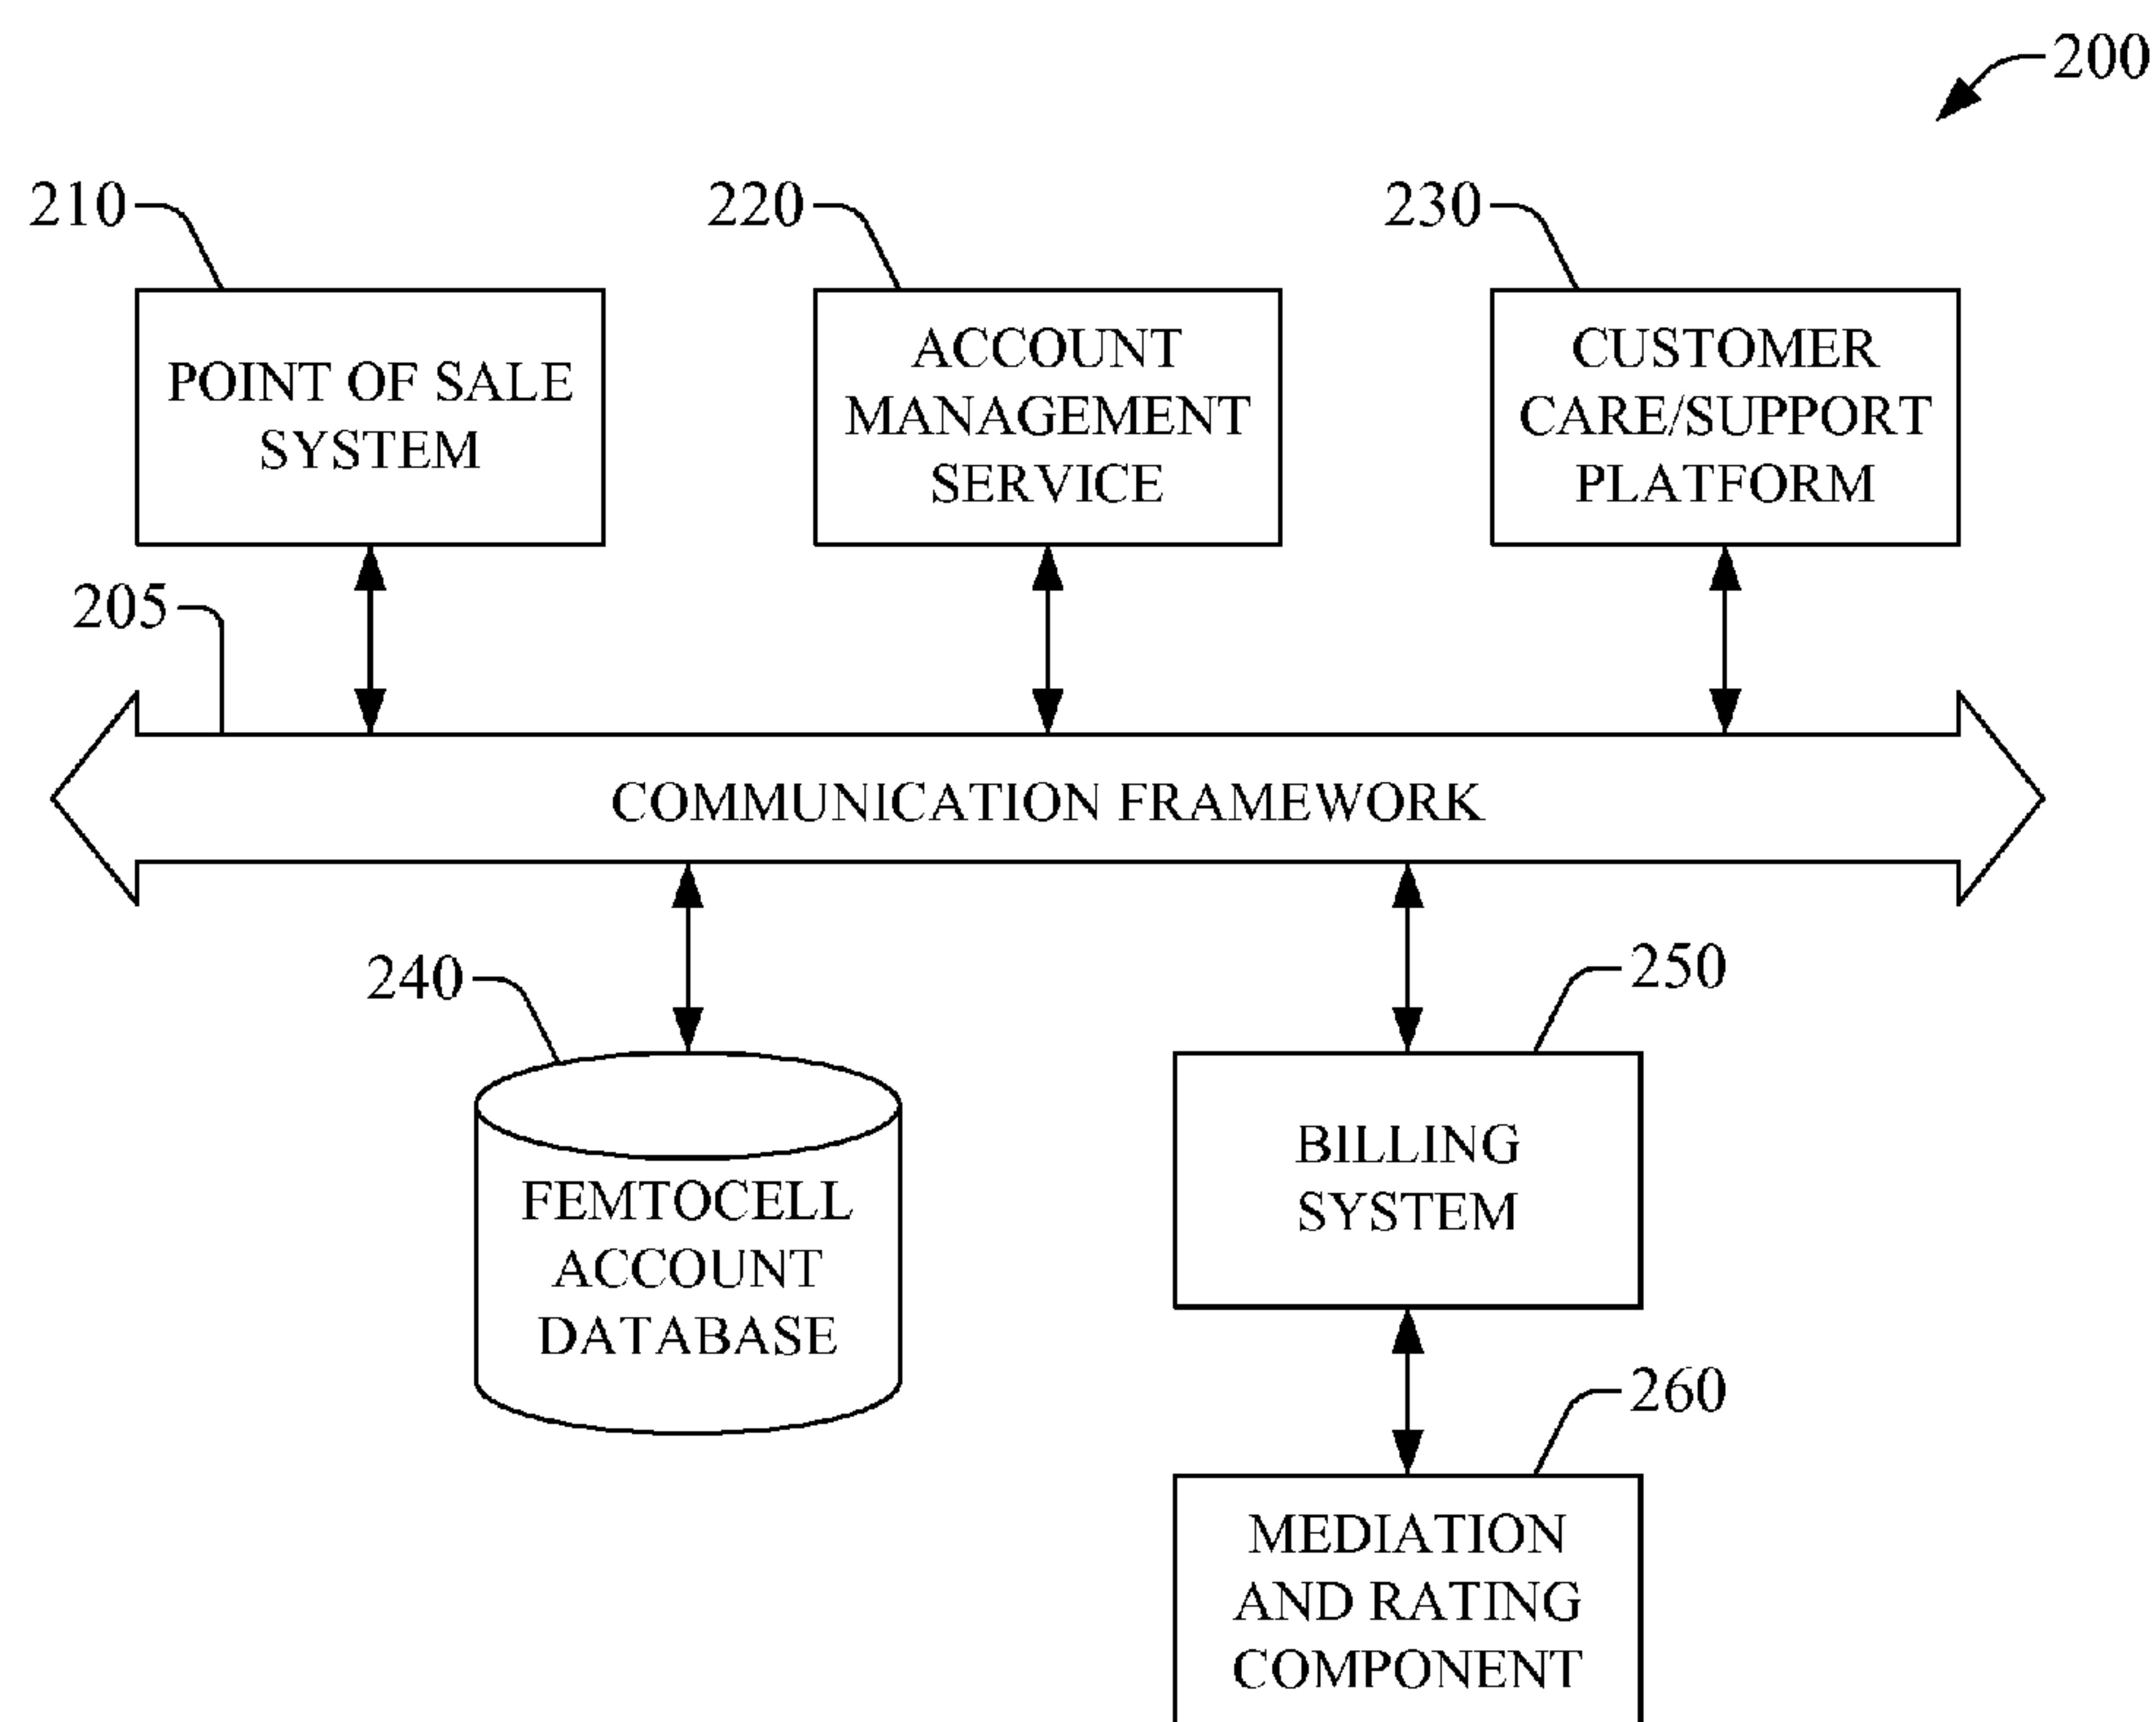 200
210
220
230
POINT OF SALE
SYSTEM
ACCOUNT
MANAGEMENT
SERVICE
CUSTOMER
CARE/SUPPORT
PLATFORM
205
COMMUNICATION FRAMEWORK
240
250
FEMTOCELL
ACCOUNT
DATABASE
BILLING
SYSTEM
260
MEDIATION
AND RATING
COMPONENT